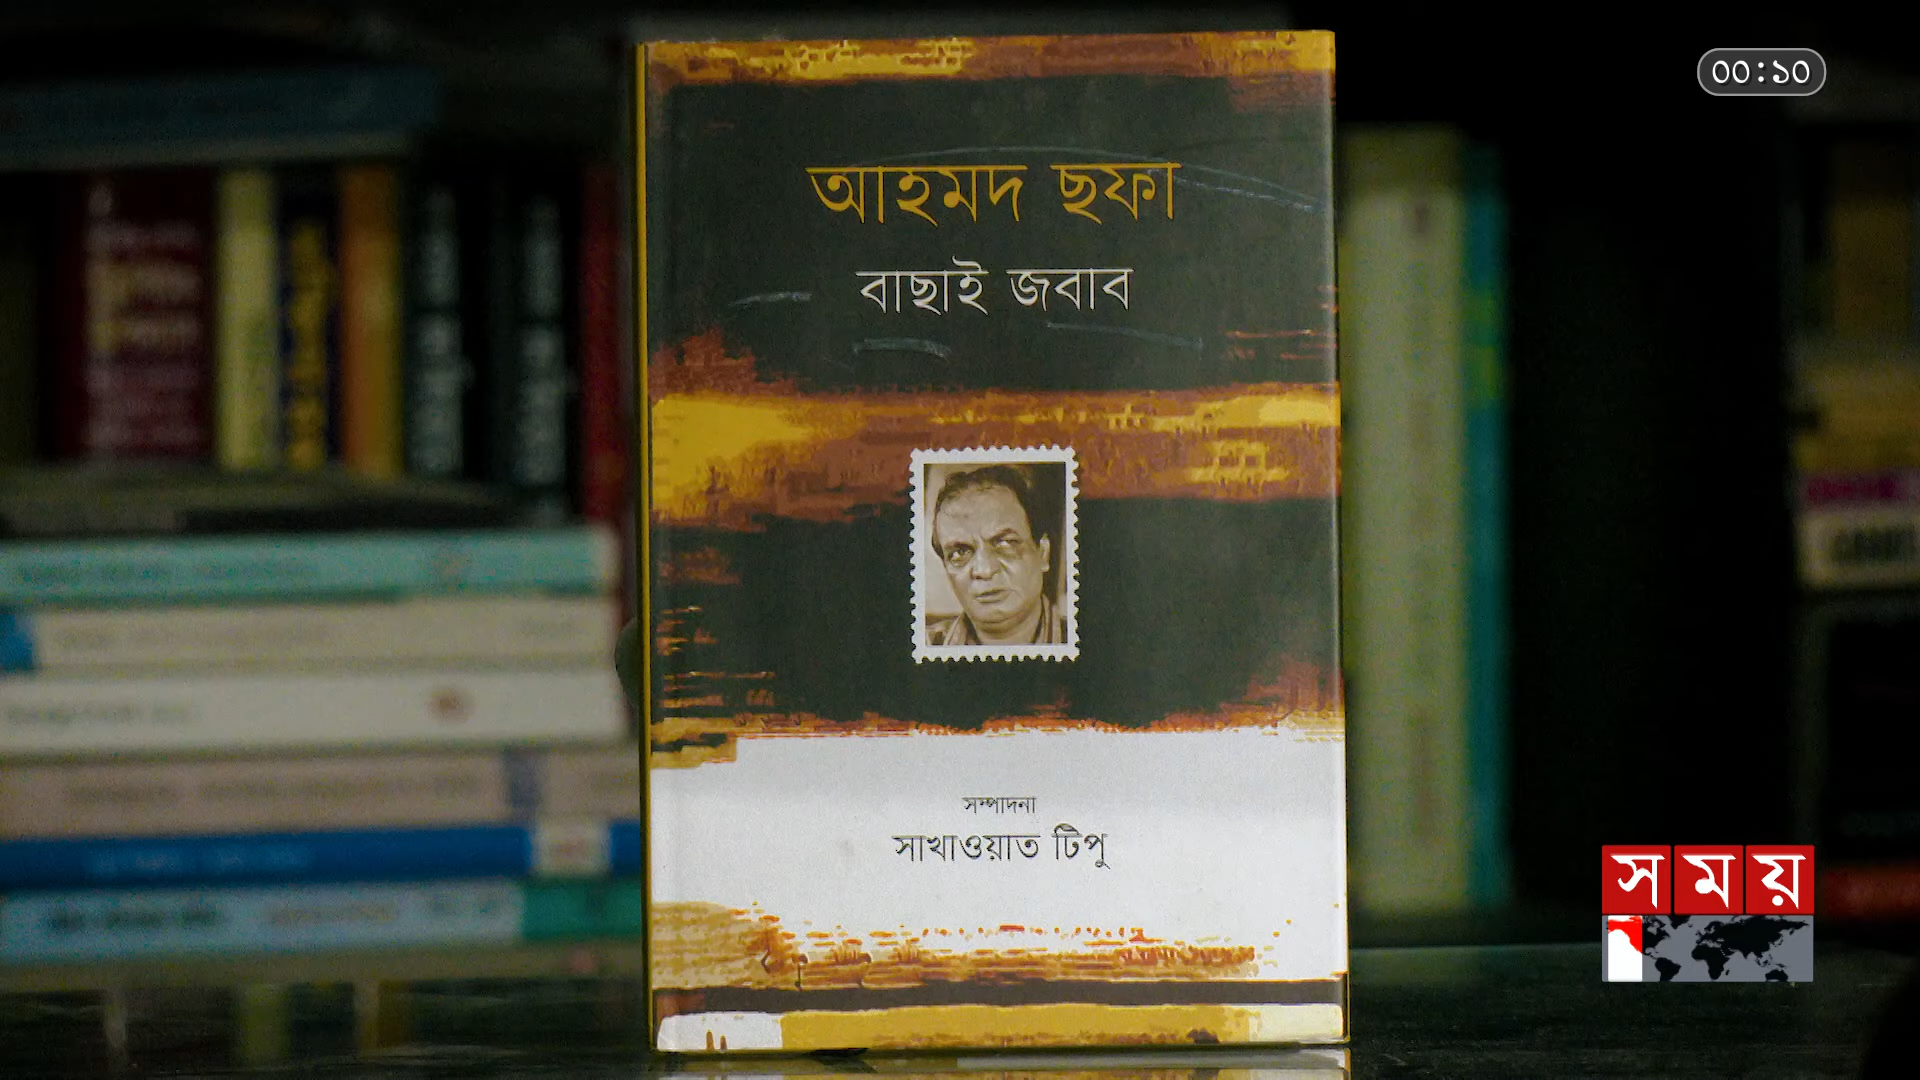 ০০:১০
আহমদ ছফা
বাছাই জবাব
সম্পাদনা
সাখাওয়াত টিপু
সময়